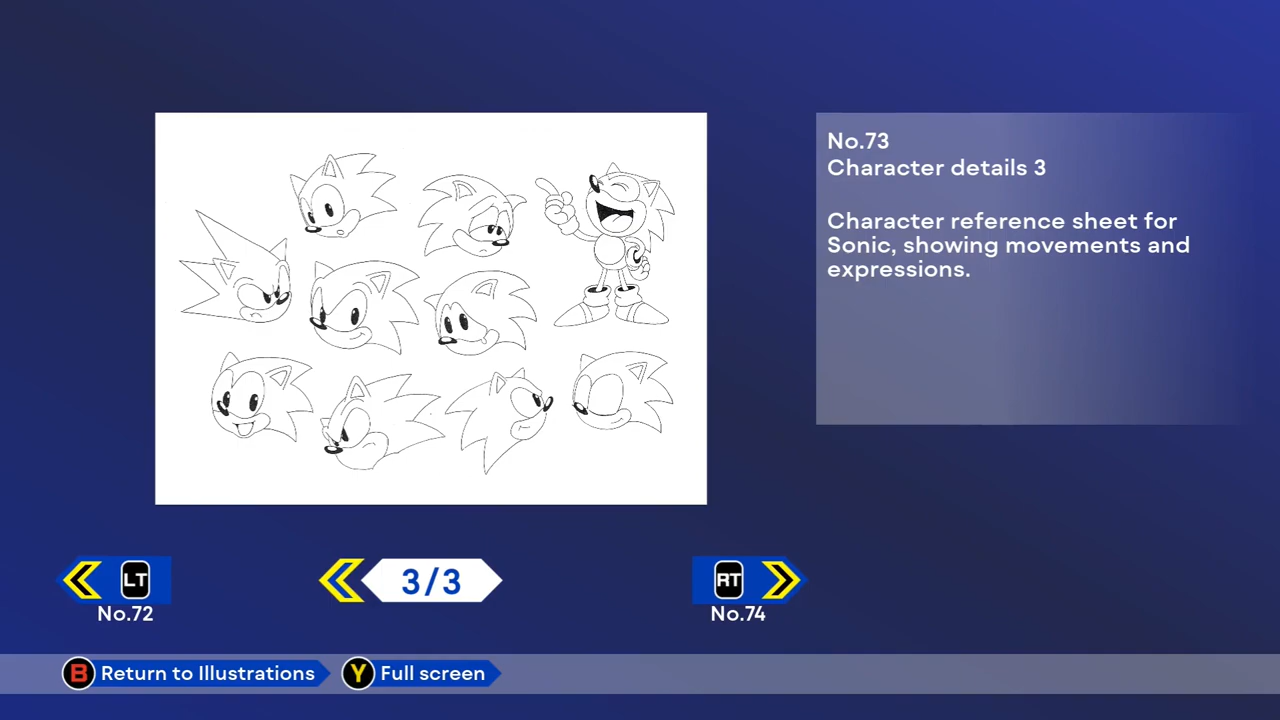 No.73
Character details 3
Character reference sheet for
Sonic, showing movements and
expressions.
LT
No.72
3/3
RT
No.74
B Return to Illustrations
Y Full screen